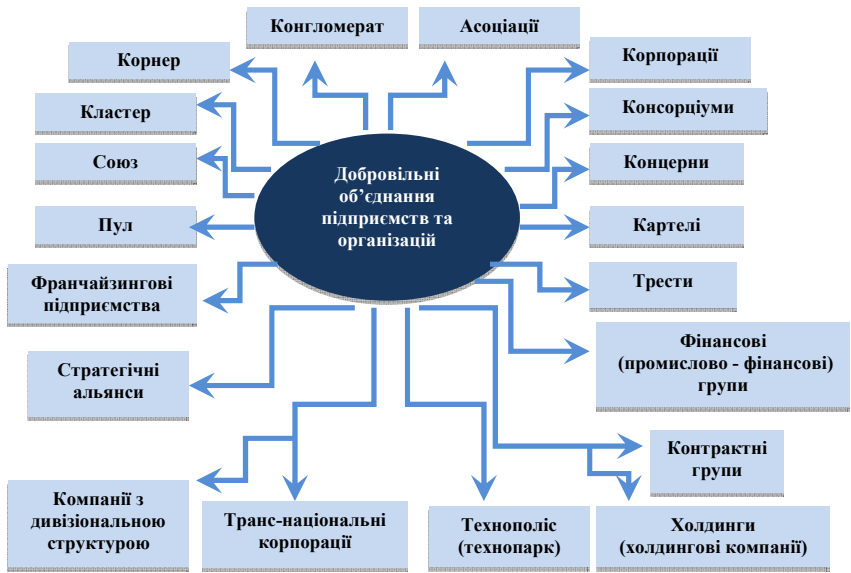 Конгломерат
Асоціації
Корнер
Корпорації
Кластер
Консорціуми
Союз
Концерни
Добровільні
об’єднання
підприємств та
організацій
Пул
Картелі
Франчайзингові
підприємства
Трести
Стратегічні
альянси
Фінансові
(промислово - фінансові)
групи
Контрактні
групи
Компанії з
дивізіональною
структурою
Транс-національні
корпорації
Технополіс
(технопарк)
Холдинги
(холдингові компанії)